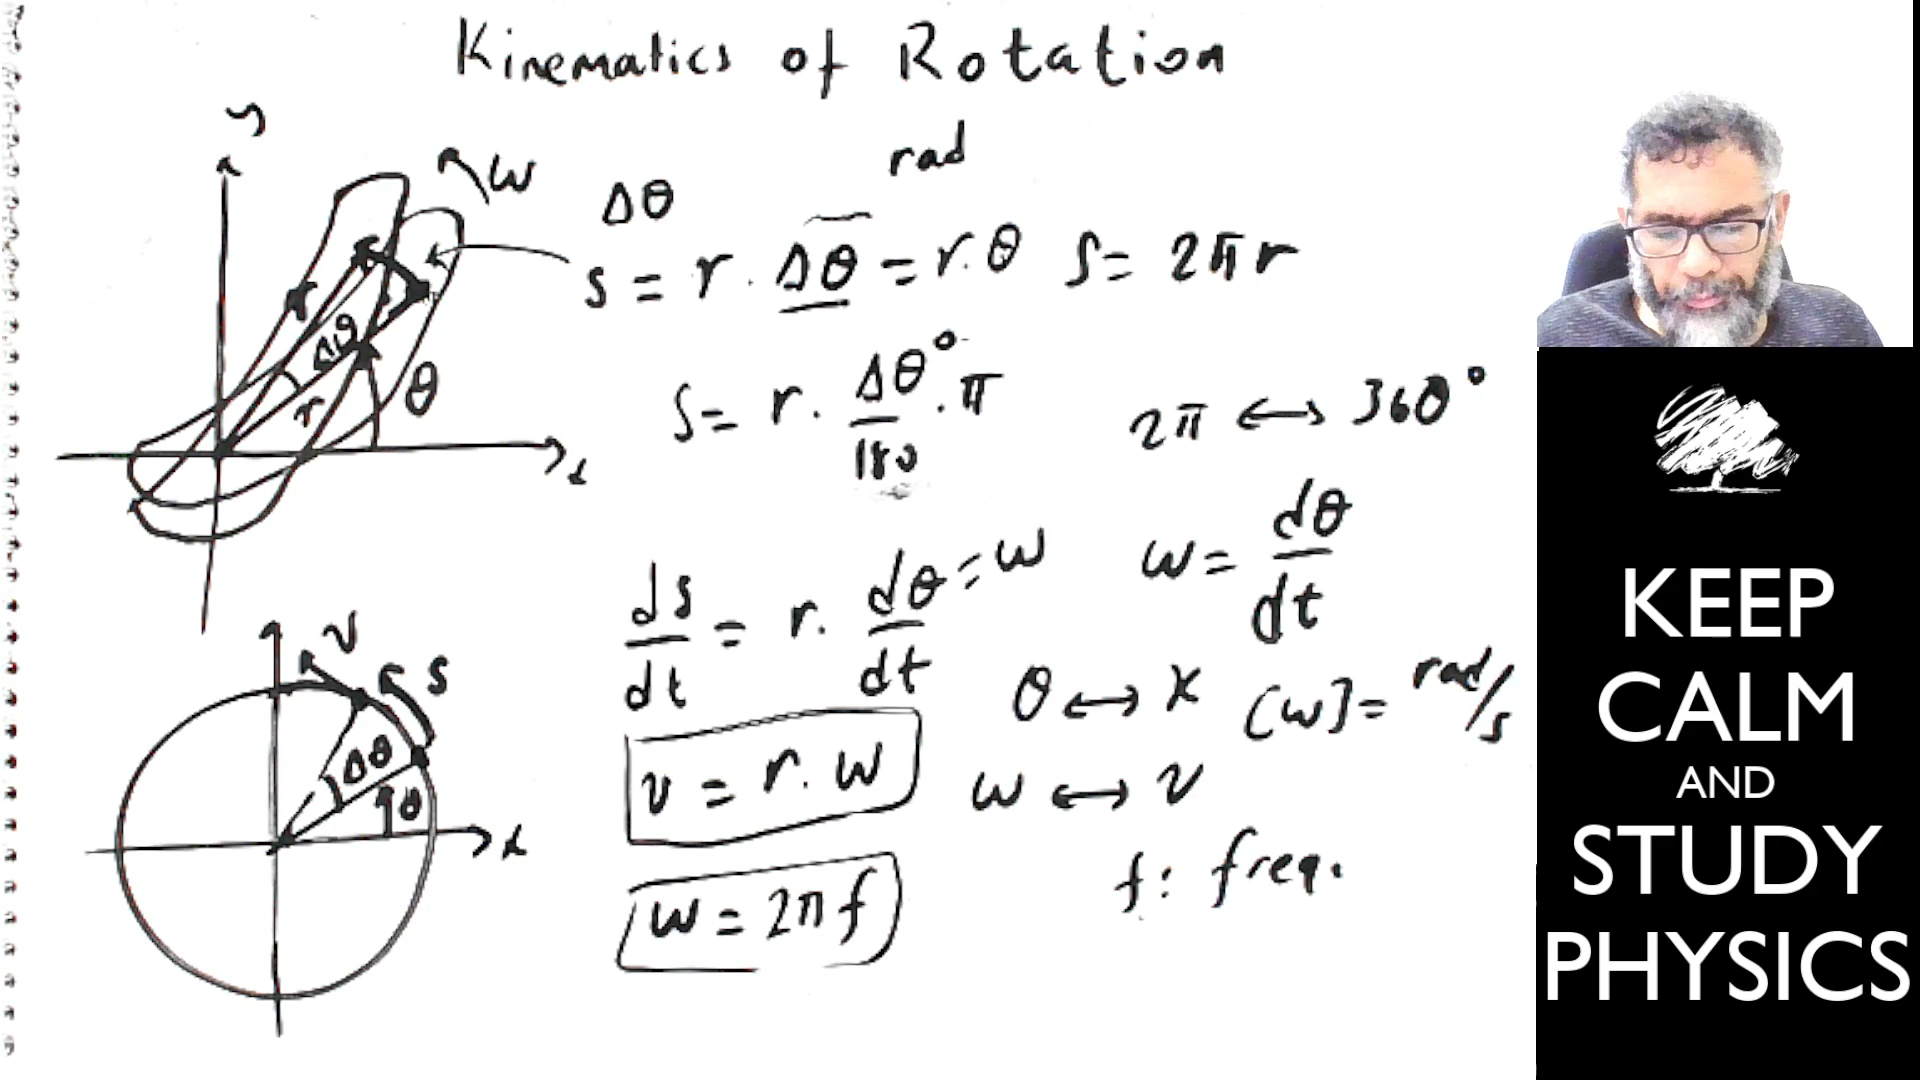 Kinematics of Rotation
y
ω
Δθ
rad
s = r . Δθ = r.θ   s = 2πr
s = r . Δθ° / 180 . π
2π ↔ 360°
Δθ
r
θ
x
ds/dt = r . dθ/dt = ω
ω = dθ/dt
θ ↔ x
[ω] = rad/s
v = r . ω
ω ↔ v
ω = 2πf
f : freq.
v
s
Δθ
θ
x
KEEP
CALM
AND
STUDY
PHYSICS